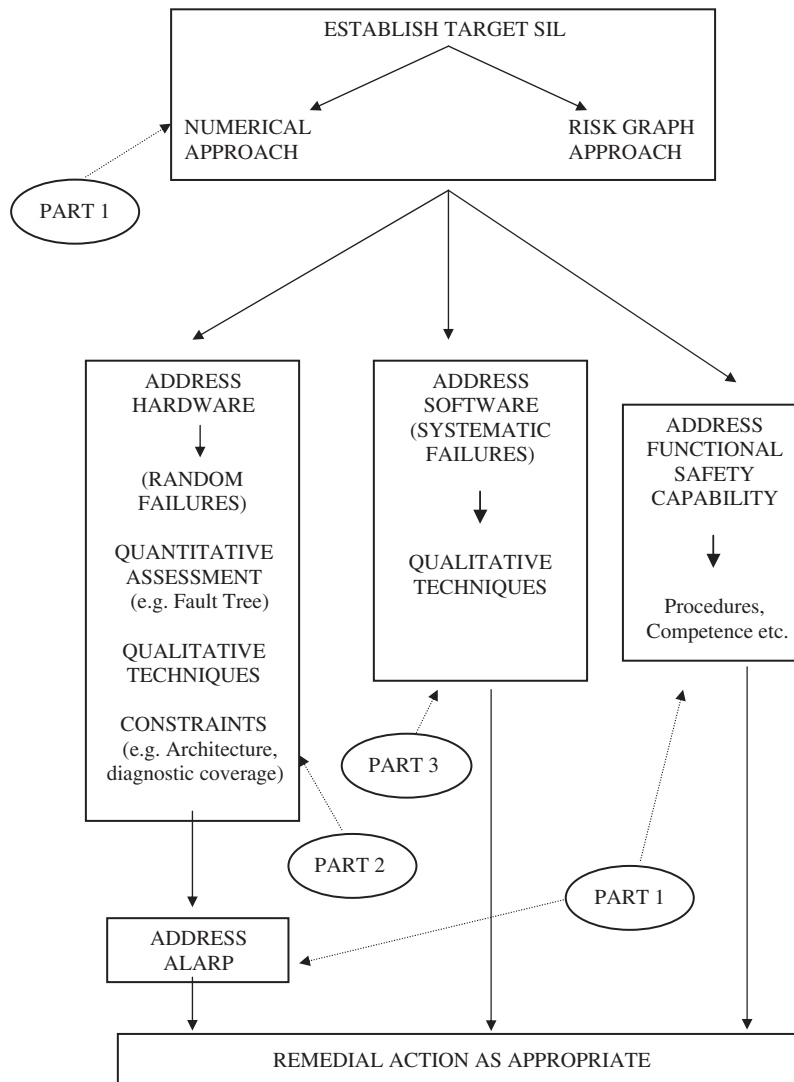 ESTABLISH TARGET SIL
NUMERICAL
APPROACH
RISK GRAPH
APPROACH
PART 1
ADDRESS
HARDWARE
(RANDOM
FAILURES)
QUANTITATIVE
ASSESSMENT
(e.g. Fault Tree)
QUALITATIVE
TECHNIQUES
CONSTRAINTS
(e.g. Architecture,
diagnostic coverage)
ADDRESS
SOFTWARE
(SYSTEMATIC
FAILURES)
QUALITATIVE
TECHNIQUES
ADDRESS
FUNCTIONAL
SAFETY
CAPABILITY
Procedures,
Competence etc.
PART 3
PART 2
PART 1
ADDRESS
ALARP
REMEDIAL ACTION AS APPROPRIATE